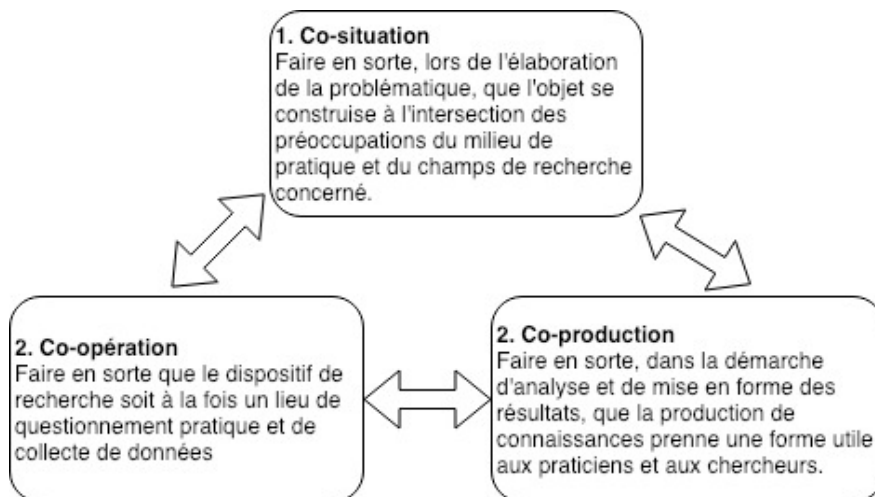 1. Co-situation
Faire en sorte, lors de l'élaboration
de la problématique, que l'objet se
construise à l'intersection des
préoccupations du milieu de
pratique et du champs de recherche
concerné.
2. Co-opération
Faire en sorte que le dispositif de
recherche soit à la fois un lieu de
questionnement pratique et de
collecte de données
2. Co-production
Faire en sorte, dans la démarche
d'analyse et de mise en forme des
résultats, que la production de
connaissances prenne une forme utile
aux praticiens et aux chercheurs.